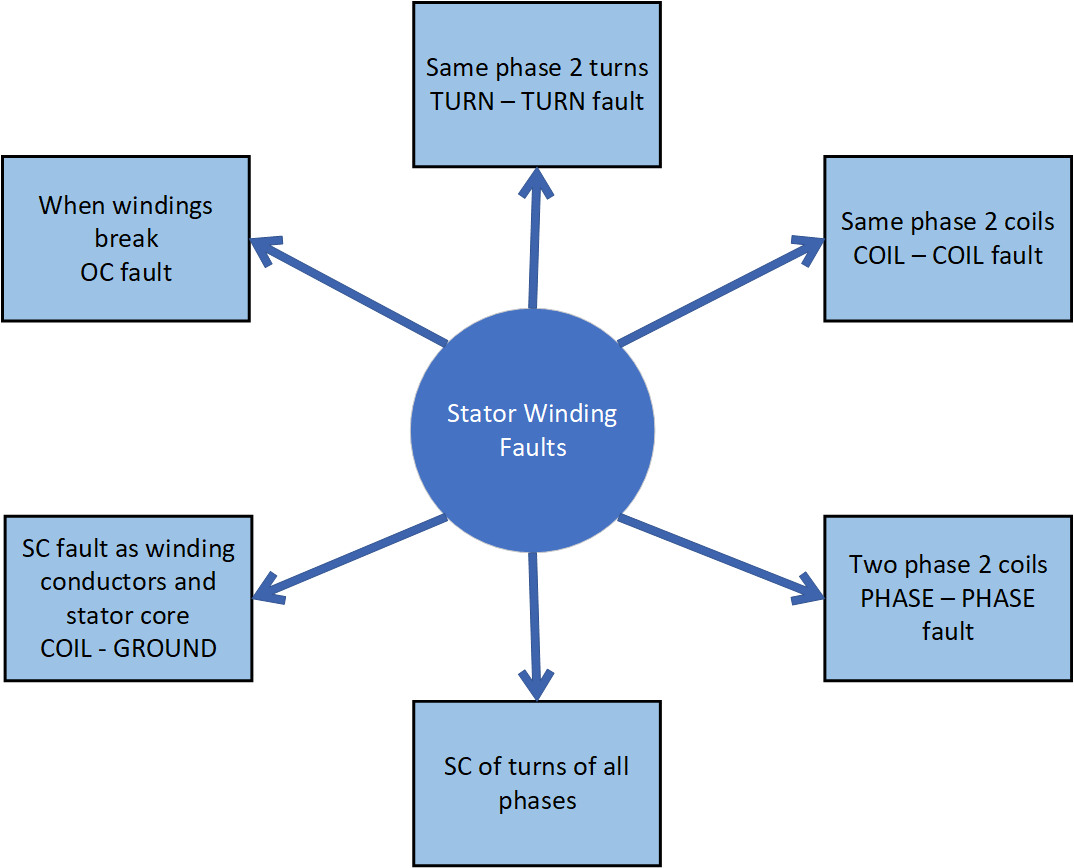 Same phase 2 turns
TURN – TURN fault
When windings
break
OC fault
Same phase 2 coils
COIL – COIL fault
Stator Winding
Faults
SC fault as winding
conductors and
stator core
COIL - GROUND
Two phase 2 coils
PHASE – PHASE
fault
SC of turns of all
phases